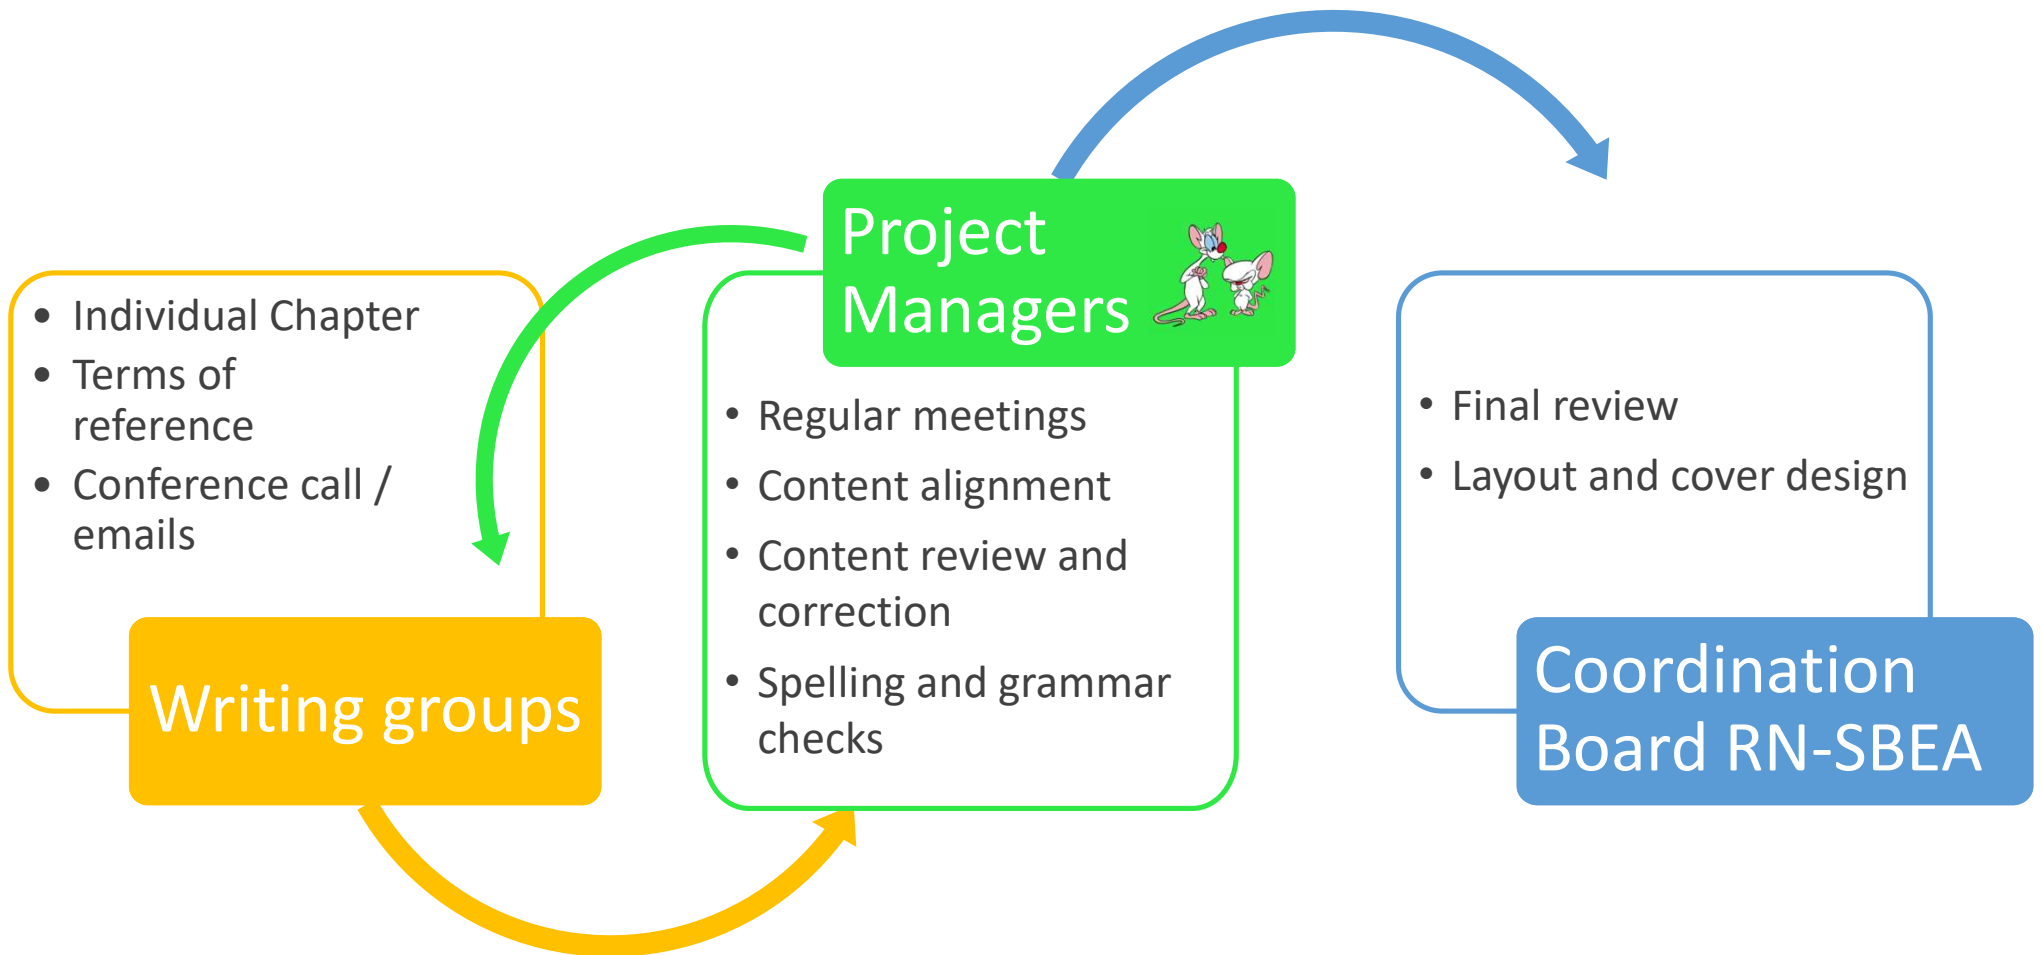 • Individual Chapter
• Terms of
reference
• Conference call /
emails
Writing groups
Project
Managers
• Regular meetings
• Content alignment
• Content review and
correction
• Spelling and grammar
checks
• Final review
• Layout and cover design
Coordination
Board RN-SBEA